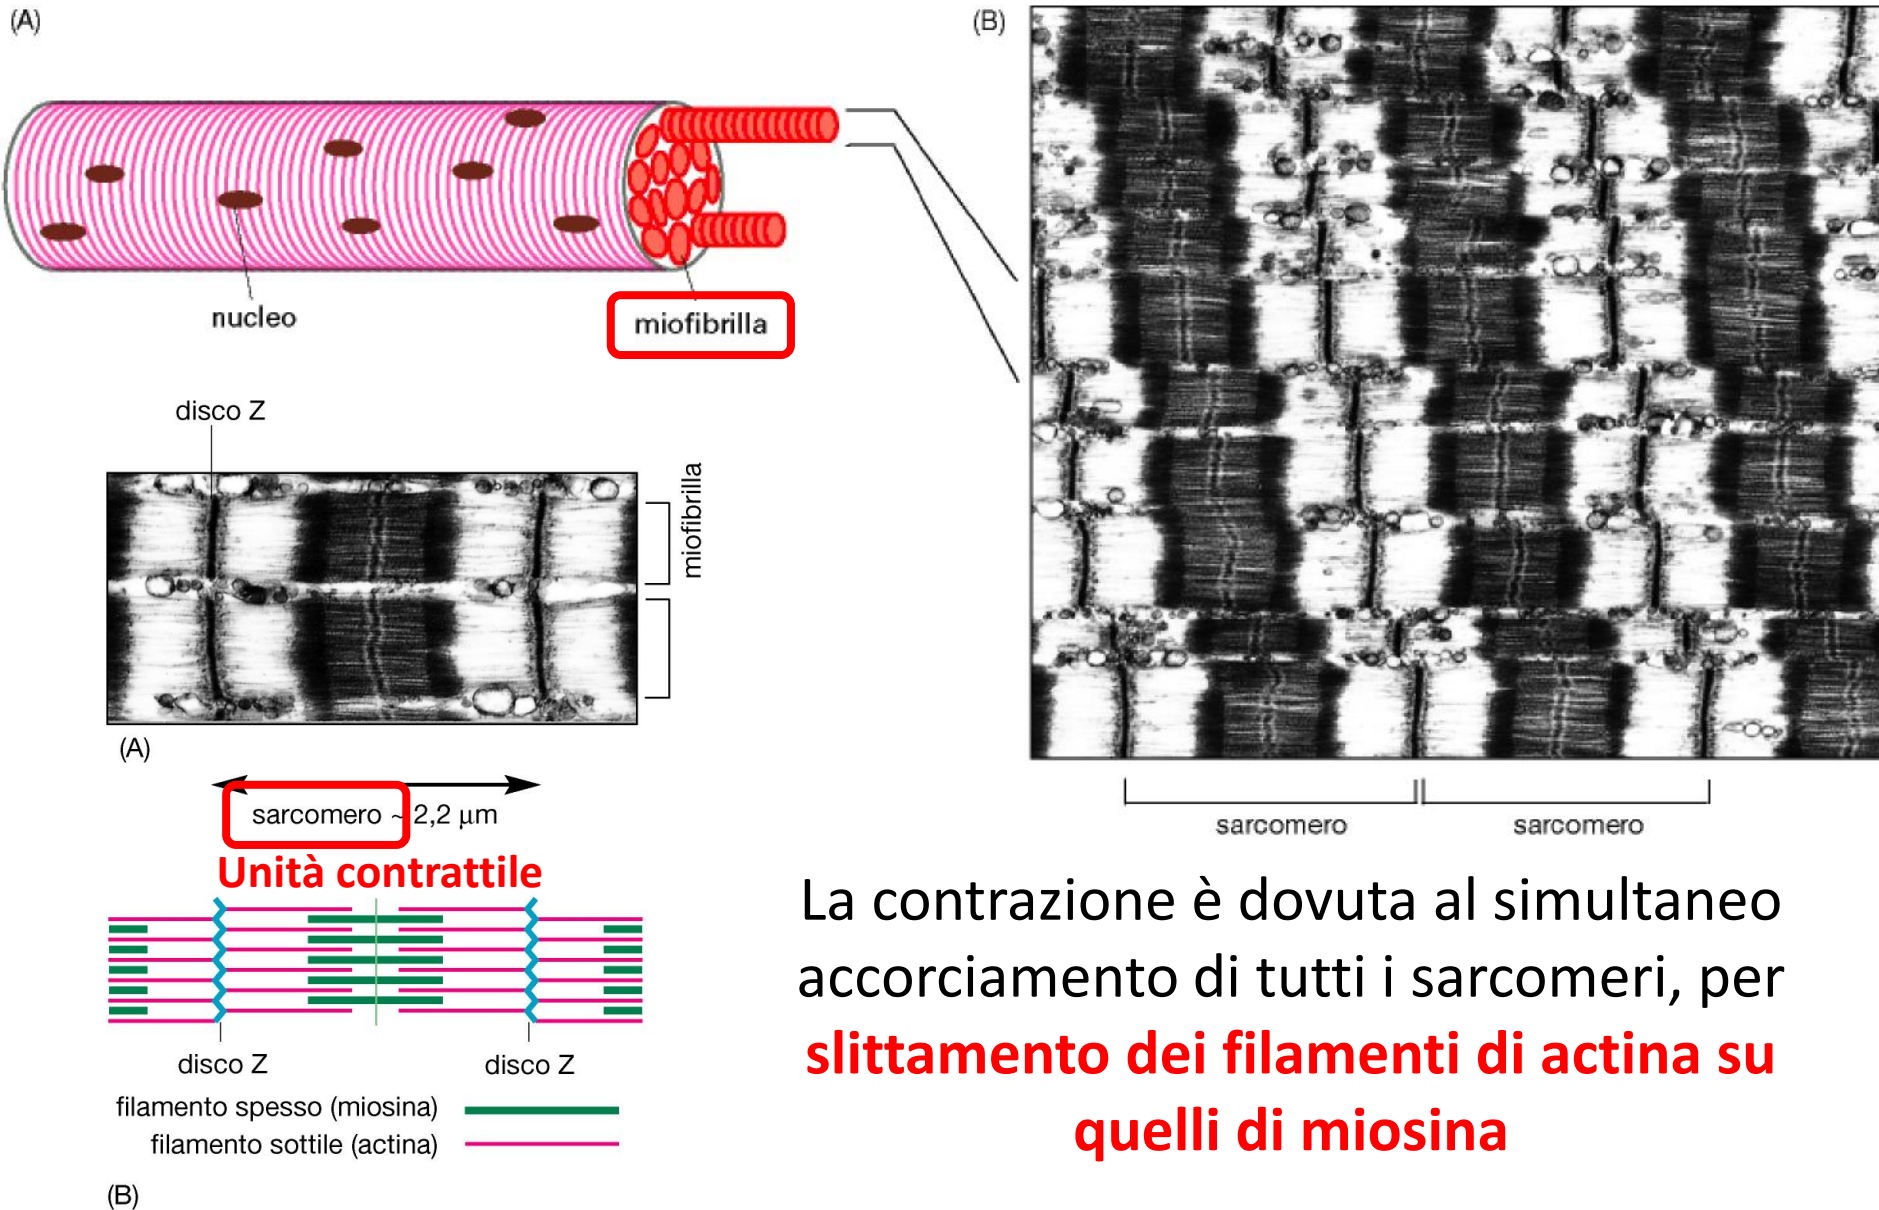 (A)
nucleo
miofibrilla
(B)
sarcomero
sarcomero
disco Z
miofibrilla
(A)
sarcomero ~ 2,2 μm
Unità contrattile
disco Z
disco Z
filamento spesso (miosina)
filamento sottile (actina)
(B)
La contrazione è dovuta al simultaneo
accorciamento di tutti i sarcomeri, per
slittamento dei filamenti di actina su
quelli di miosina